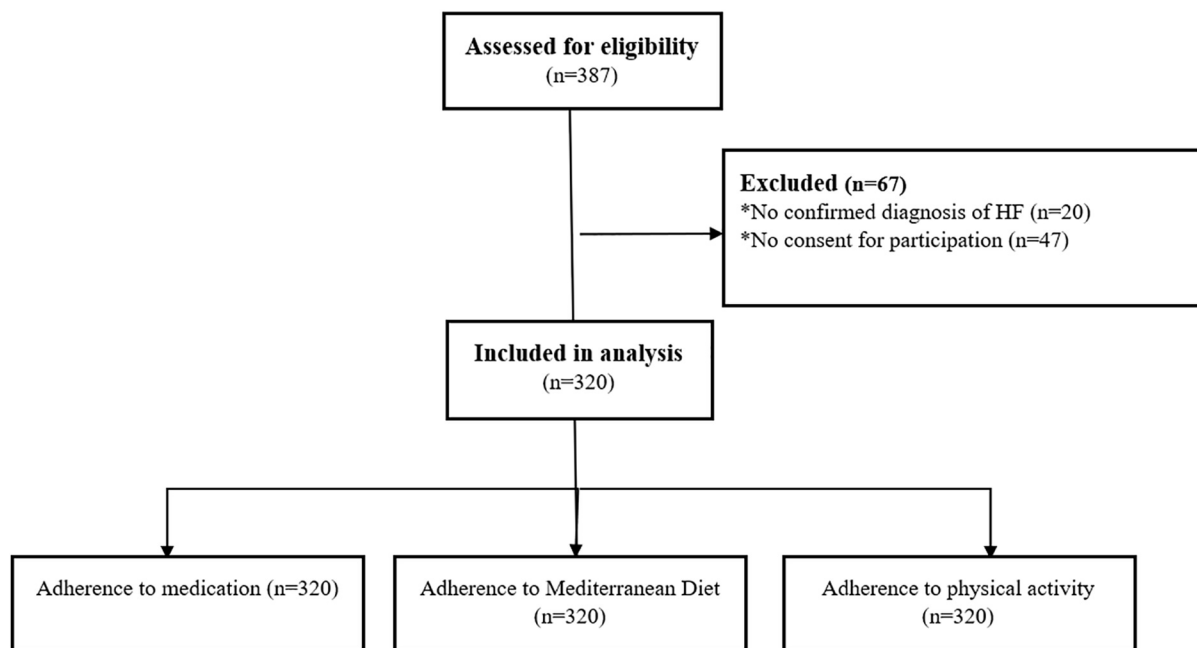 Assessed for eligibility
(n=387)
Excluded (n=67)
*No confirmed diagnosis of HF (n=20)
*No consent for participation (n=47)
Included in analysis
(n=320)
Adherence to medication (n=320)
Adherence to Mediterranean Diet
(n=320)
Adherence to physical activity
(n=320)